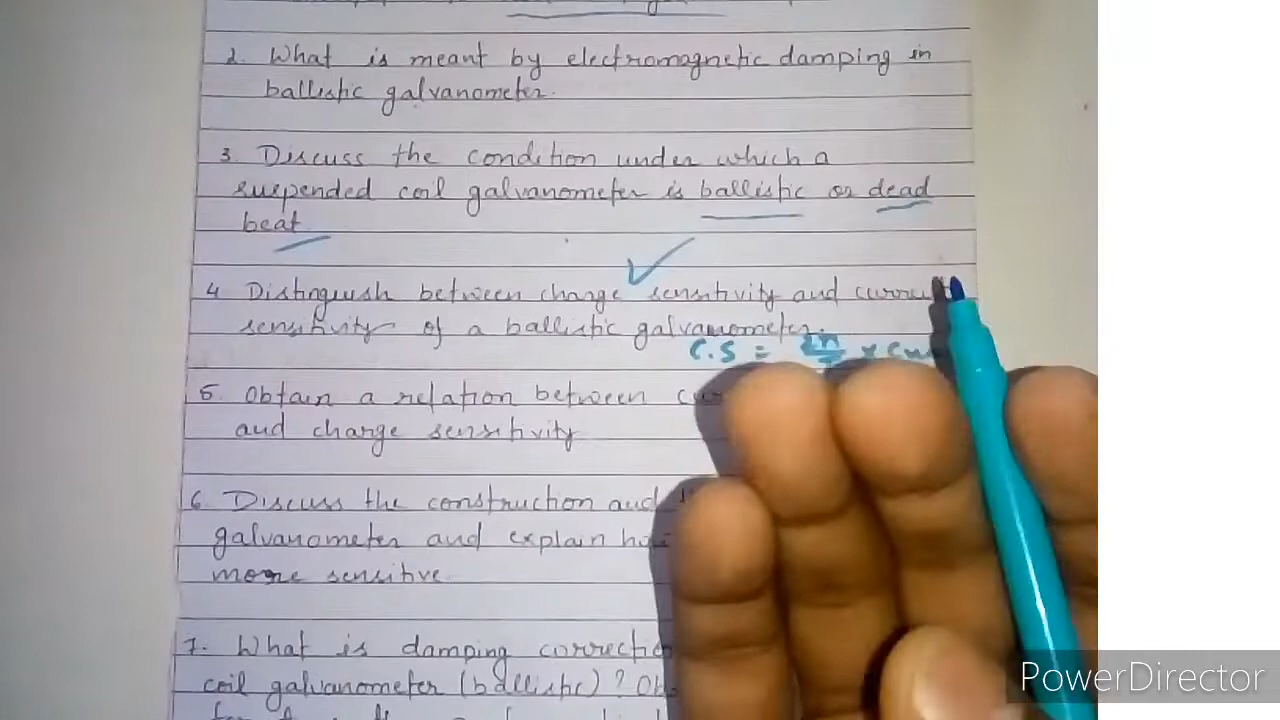 2. What is meant by electromagnetic damping in
ballistic galvanometer.
3. Discuss the condition under which a
suspended coil galvanometer is ballistic or dead
beat.
4. Distinguish between charge sensitivity and
sensitivity of a ballistic galvanometer.
C.S =
5. Obtain a relation between
and charge sensitivity
6. Discuss the construction and
galvanometer and explain
more sensitive.
7. What is damping
coil galvanometer (ballistic)?
PowerDirector